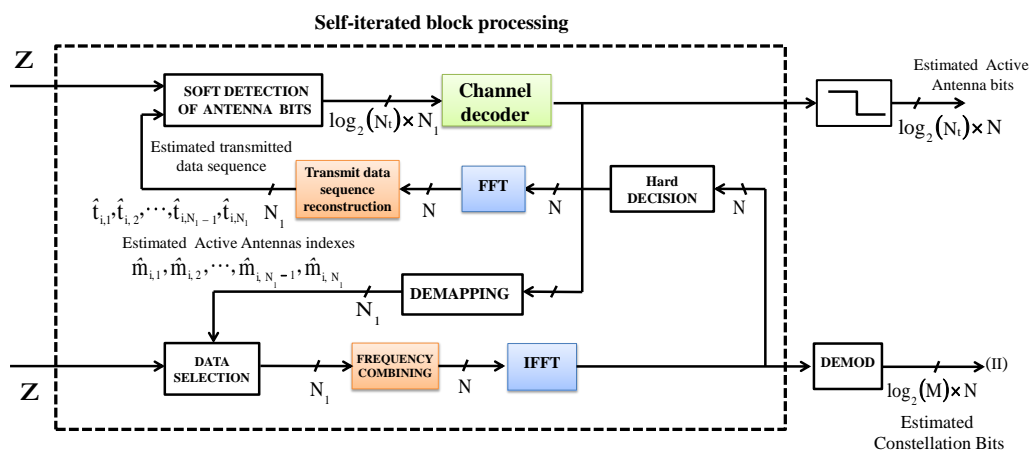 Self-iterated block processing
Z
SOFT DETECTION
OF ANTENNA BITS
log₂(Nₜ)×N₁
Channel
decoder
Estimated Active
Antenna bits
log₂(Nₜ)×N
Estimated transmitted
data sequence
Transmit data
sequence
reconstruction
FFT
Hard
DECISION
N₁
N
N
N
t̂ᵢ,₁,t̂ᵢ,₂,⋯,t̂ᵢ,N₁−₁,t̂ᵢ,N₁
Estimated Active Antennas indexes
m̂ᵢ,₁,m̂ᵢ,₂,⋯,m̂ᵢ,N₁−₁,m̂ᵢ,N₁
N₁
DEMAPPING
Z
DATA
SELECTION
N₁
FREQUENCY
COMBINING
N
IFFT
DEMOD
(II)
log₂(M)×N
Estimated
Constellation Bits